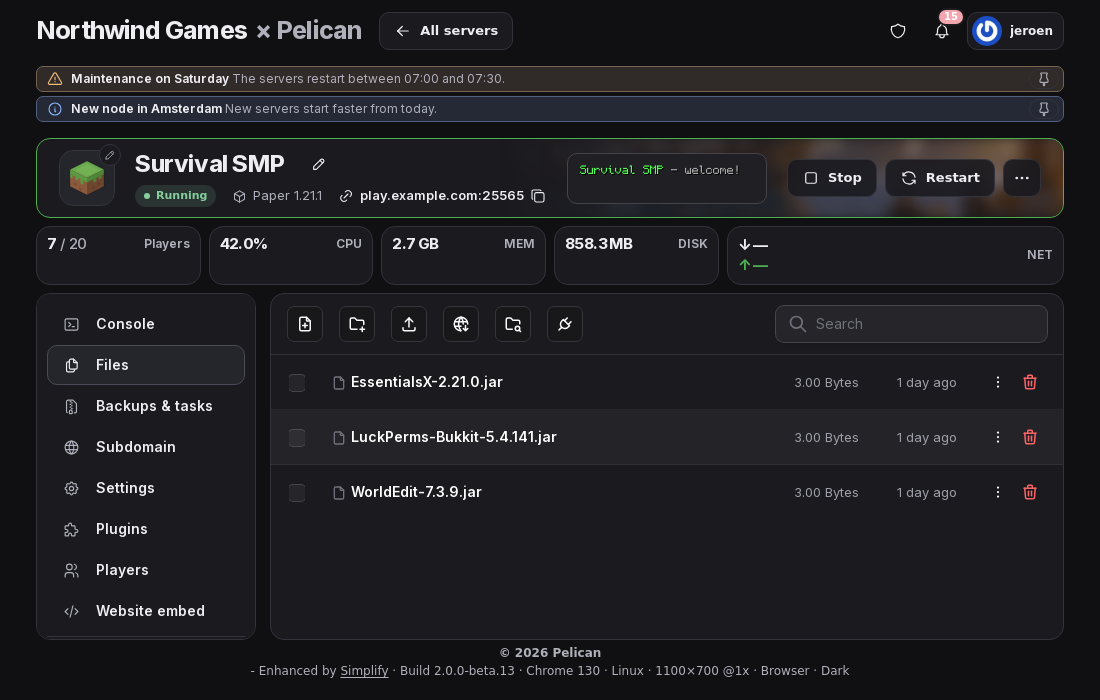 Northwind Games × Pelican
All servers
15
jeroen
Maintenance on Saturday The servers restart between 07:00 and 07:30.
New node in Amsterdam New servers start faster from today.
Survival SMP
Running
Paper 1.21.1
play.example.com:25565
Survival SMP – welcome!
Stop
Restart
7 / 20 Players
42.0% CPU
2.7 GB MEM
858.3 MB DISK
↓—
↑—
NET
Console
Files
Backups & tasks
Subdomain
Settings
Plugins
Players
Website embed
Search
EssentialsX-2.21.0.jar 3.00 Bytes 1 day ago
LuckPerms-Bukkit-5.4.141.jar 3.00 Bytes 1 day ago
WorldEdit-7.3.9.jar 3.00 Bytes 1 day ago
© 2026 Pelican
- Enhanced by Simplify · Build 2.0.0-beta.13 · Chrome 130 · Linux · 1100×700 @1x · Browser · Dark